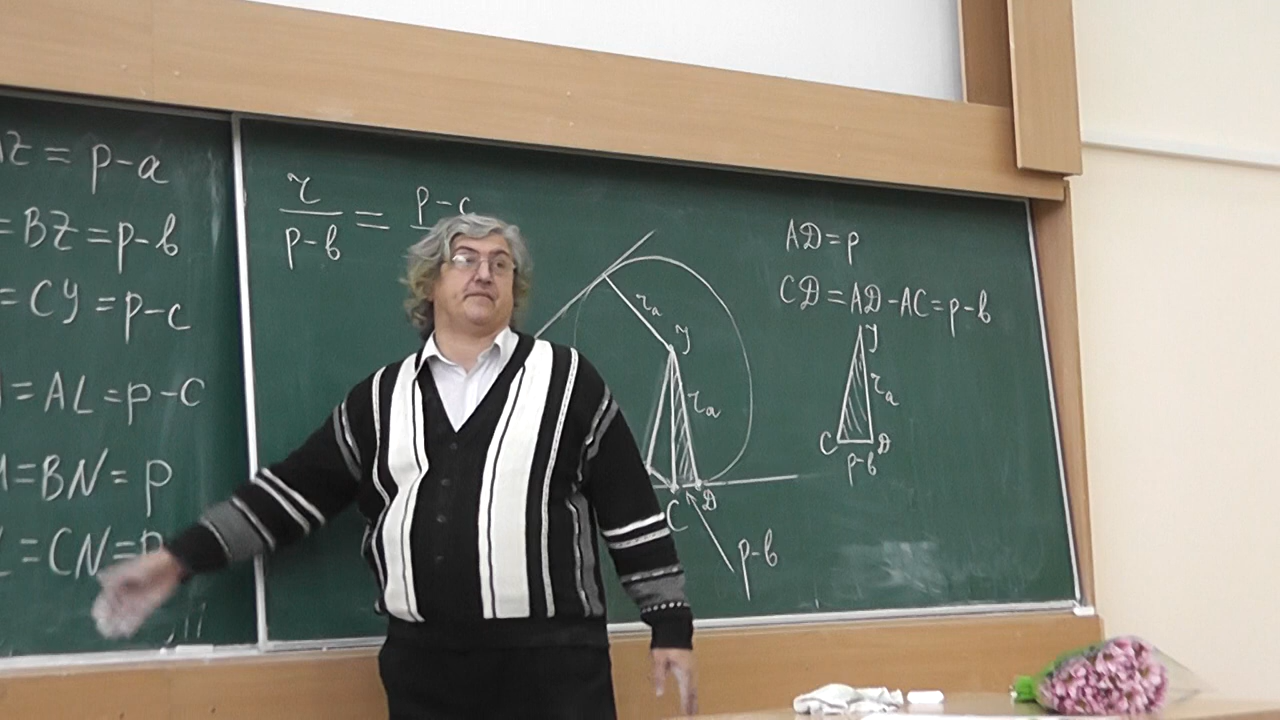 Z = p-a
=BZ=p-b
=CY=p-c
=AL=p-c
=BN=p
=CN=p
r/(p-b) = p-c
r_a
y
r_a
C D
p-b
AD=p
CD=AD-AC=p-b
y
r_a
C D
p-b